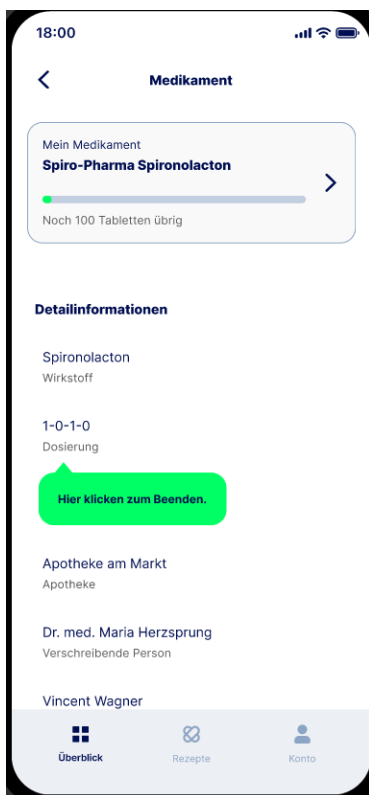 18:00
Medikament
Mein Medikament
Spiro-Pharma Spironolacton
Noch 100 Tabletten übrig
Detailinformationen
Spironolacton
Wirkstoff
1-0-1-0
Dosierung
Hier klicken zum Beenden.
Apotheke am Markt
Apotheke
Dr. med. Maria Herzsprung
Verschreibende Person
Vincent Wagner
Überblick
Rezepte
Konto